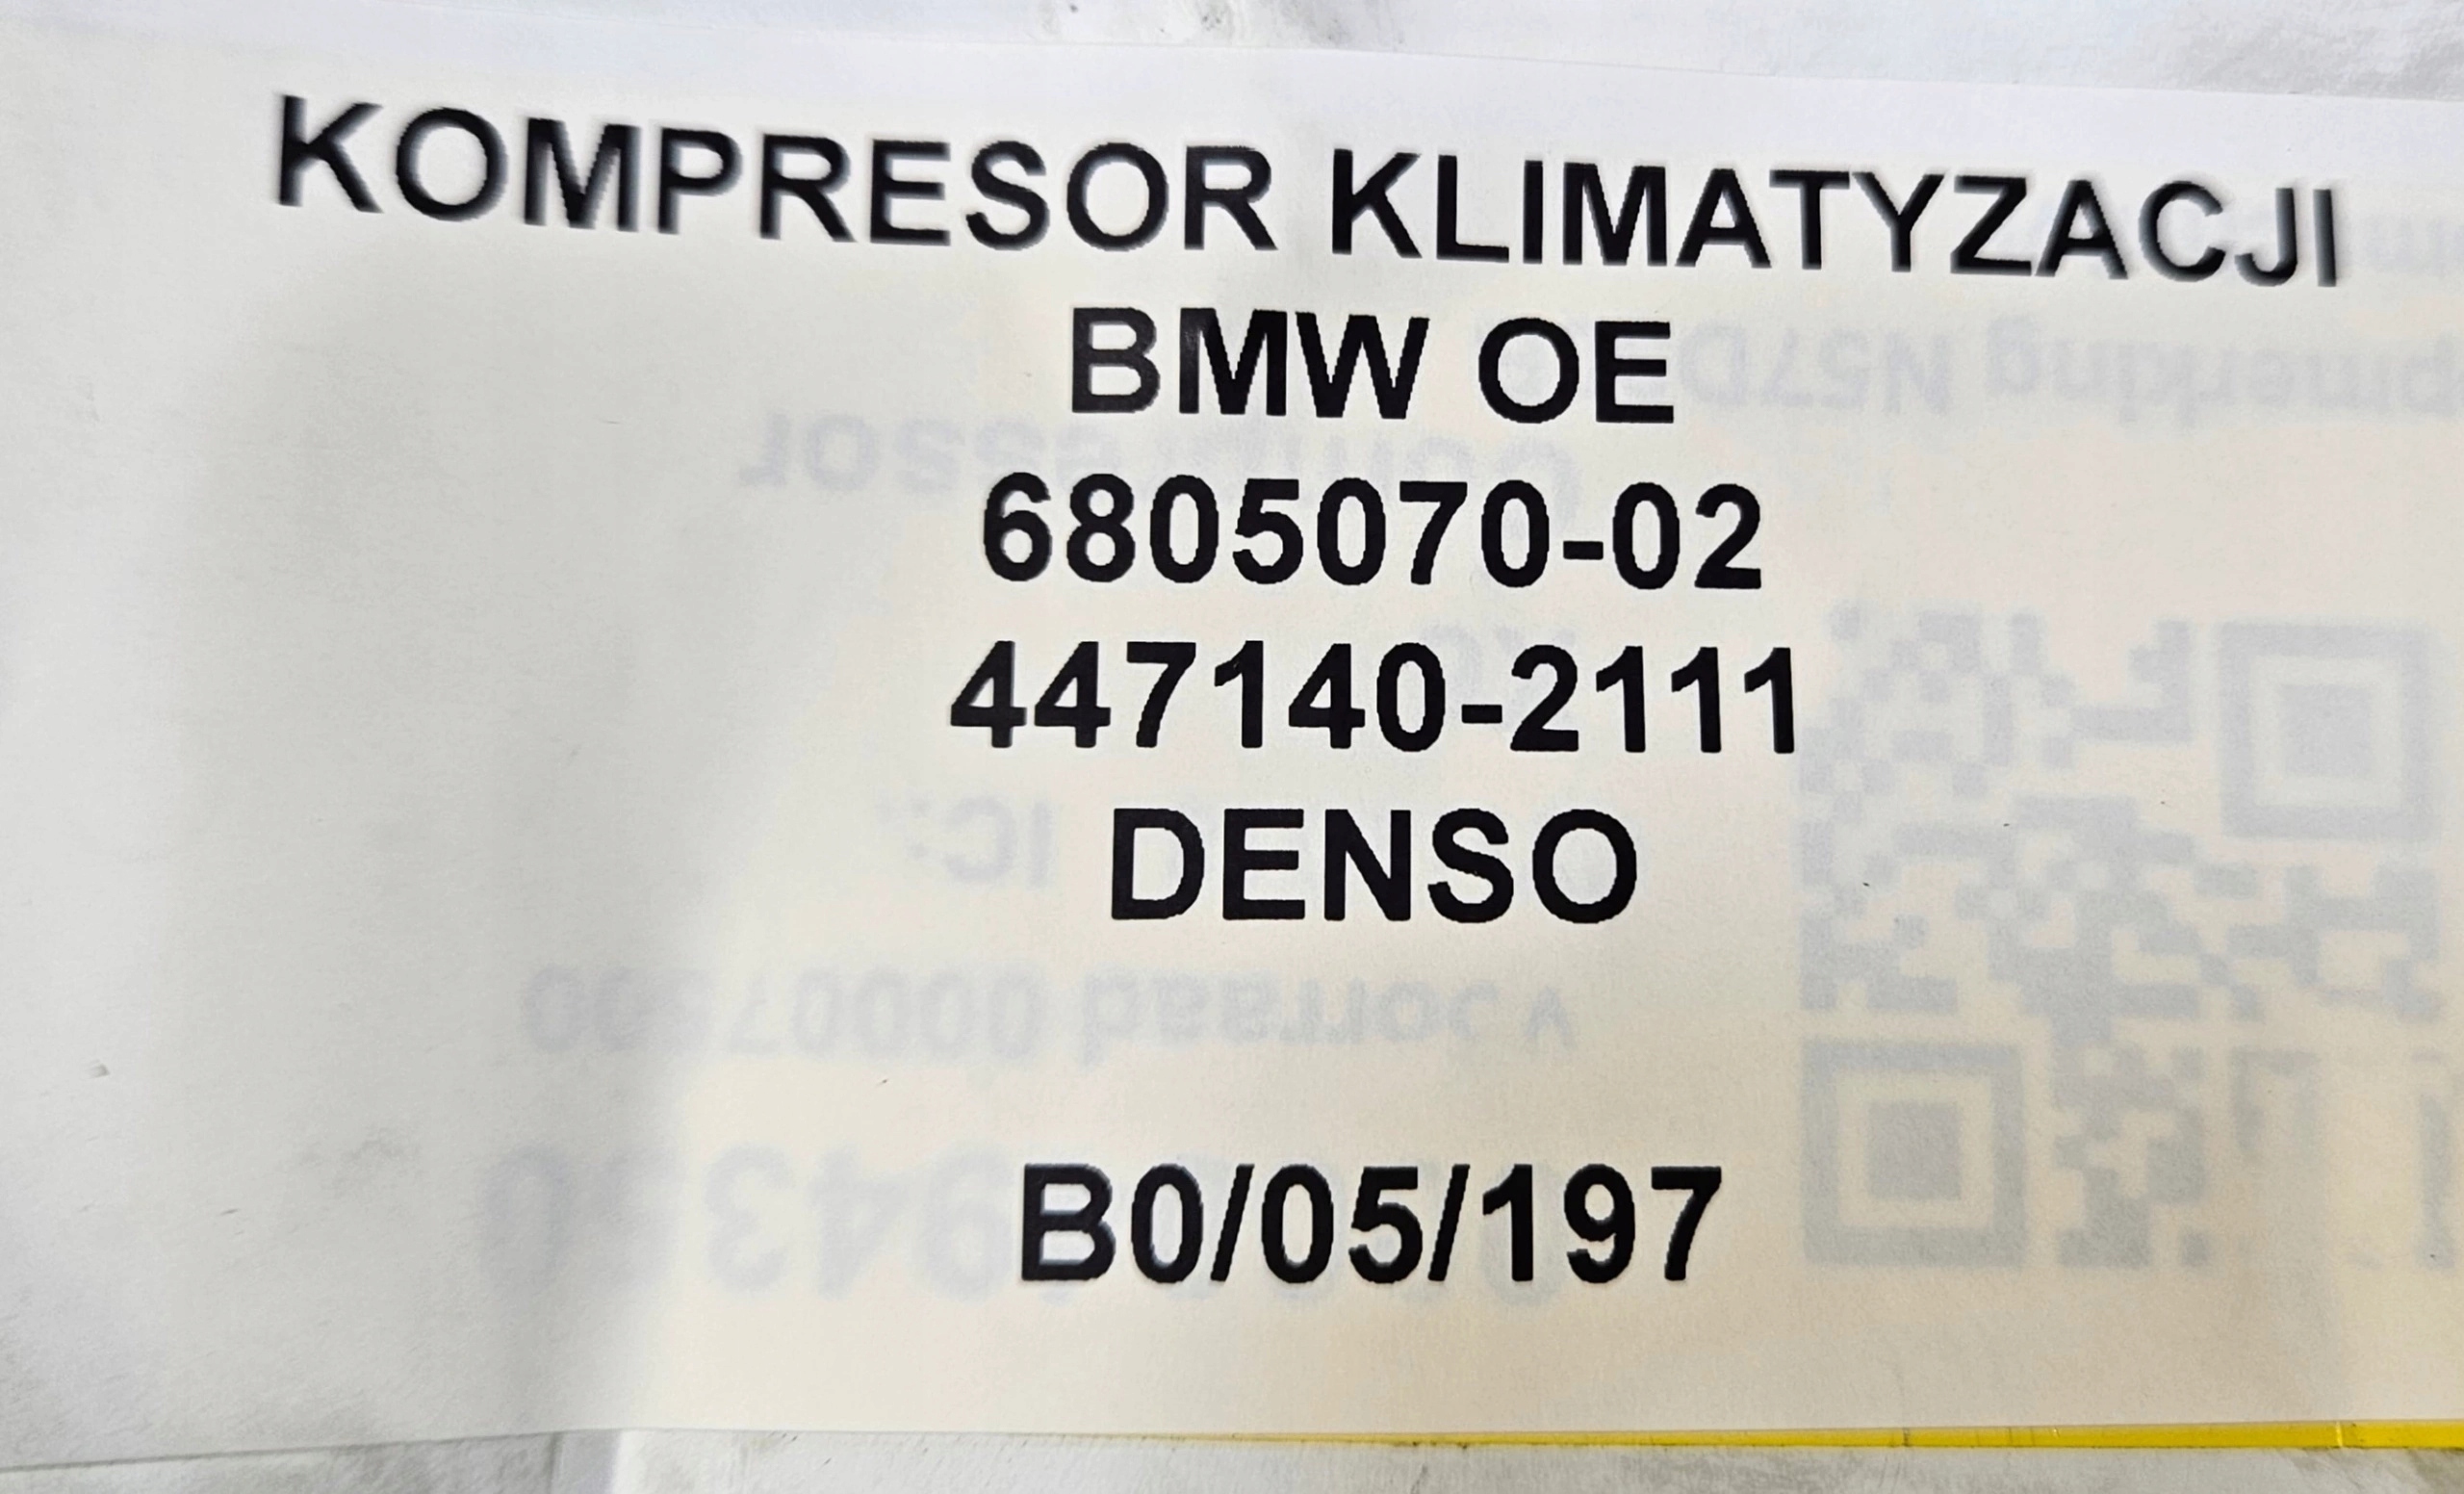 KOMPRESOR KLIMATYZACJI
BMW OE
6805070-02
447140-2111
DENSO
B0/05/197